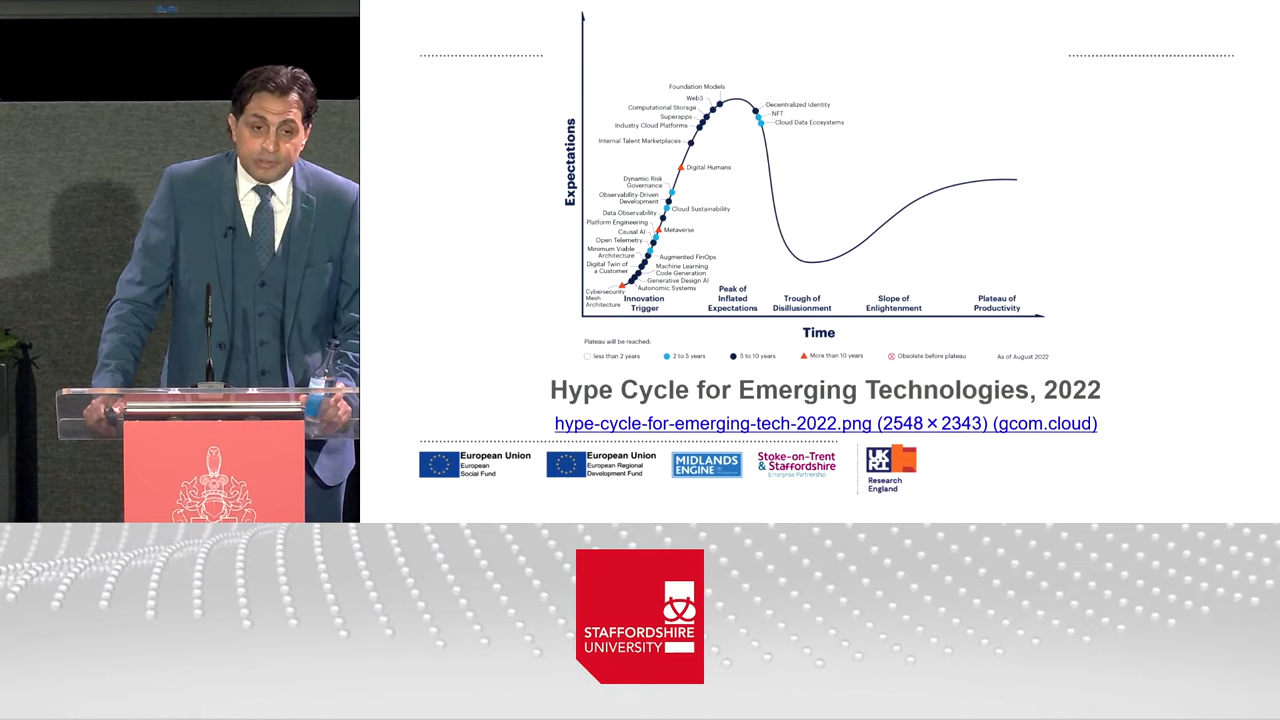 Expectations
Foundation Models
Web3
Computational Storage
Superapps
Industry Cloud Platforms
Internal Talent Marketplaces
Decentralized Identity
NFT
Cloud Data Ecosystems
Digital Humans
Dynamic Risk
Governance
Observability-Driven
Development
Cloud Sustainability
Data Observability
Platform Engineering
Metaverse
Causal AI
Open Telemetry
Minimum Viable
Architecture
Augmented FinOps
Digital Twin of
a Customer
Machine Learning
Code Generation
Generative Design AI
Autonomic Systems
Cybersecurity
Mesh
Architecture
Innovation
Trigger
Peak of
Inflated
Expectations
Trough of
Disillusionment
Slope of
Enlightenment
Plateau of
Productivity
Time
Plateau will be reached:
less than 2 years
2 to 5 years
5 to 10 years
More than 10 years
Obsolete before plateau
As of August 2022
Hype Cycle for Emerging Technologies, 2022
hype-cycle-for-emerging-tech-2022.png (2548×2343) (gcom.cloud)
European Union
European
Social Fund
European Union
European Regional
Development Fund
MIDLANDS
ENGINE
Stoke-on-Trent
& Staffordshire
Enterprise Partnership
UK
RI
Research
England
STAFFORDSHIRE
UNIVERSITY